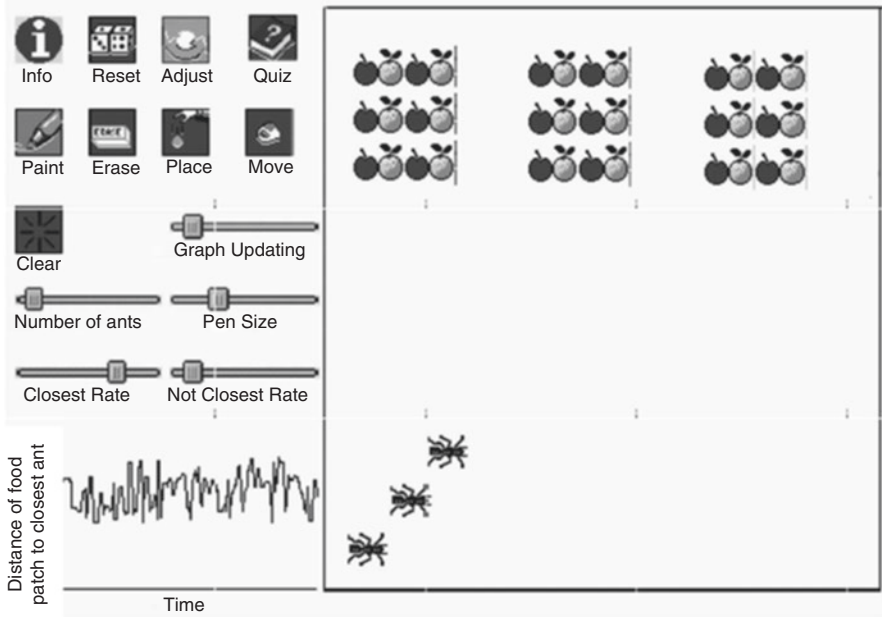 Info Reset Adjust Quiz
Paint Erase Place Move
Clear
Graph Updating
Number of ants Pen Size
Closest Rate Not Closest Rate
Distance of food
patch to closest ant
Time